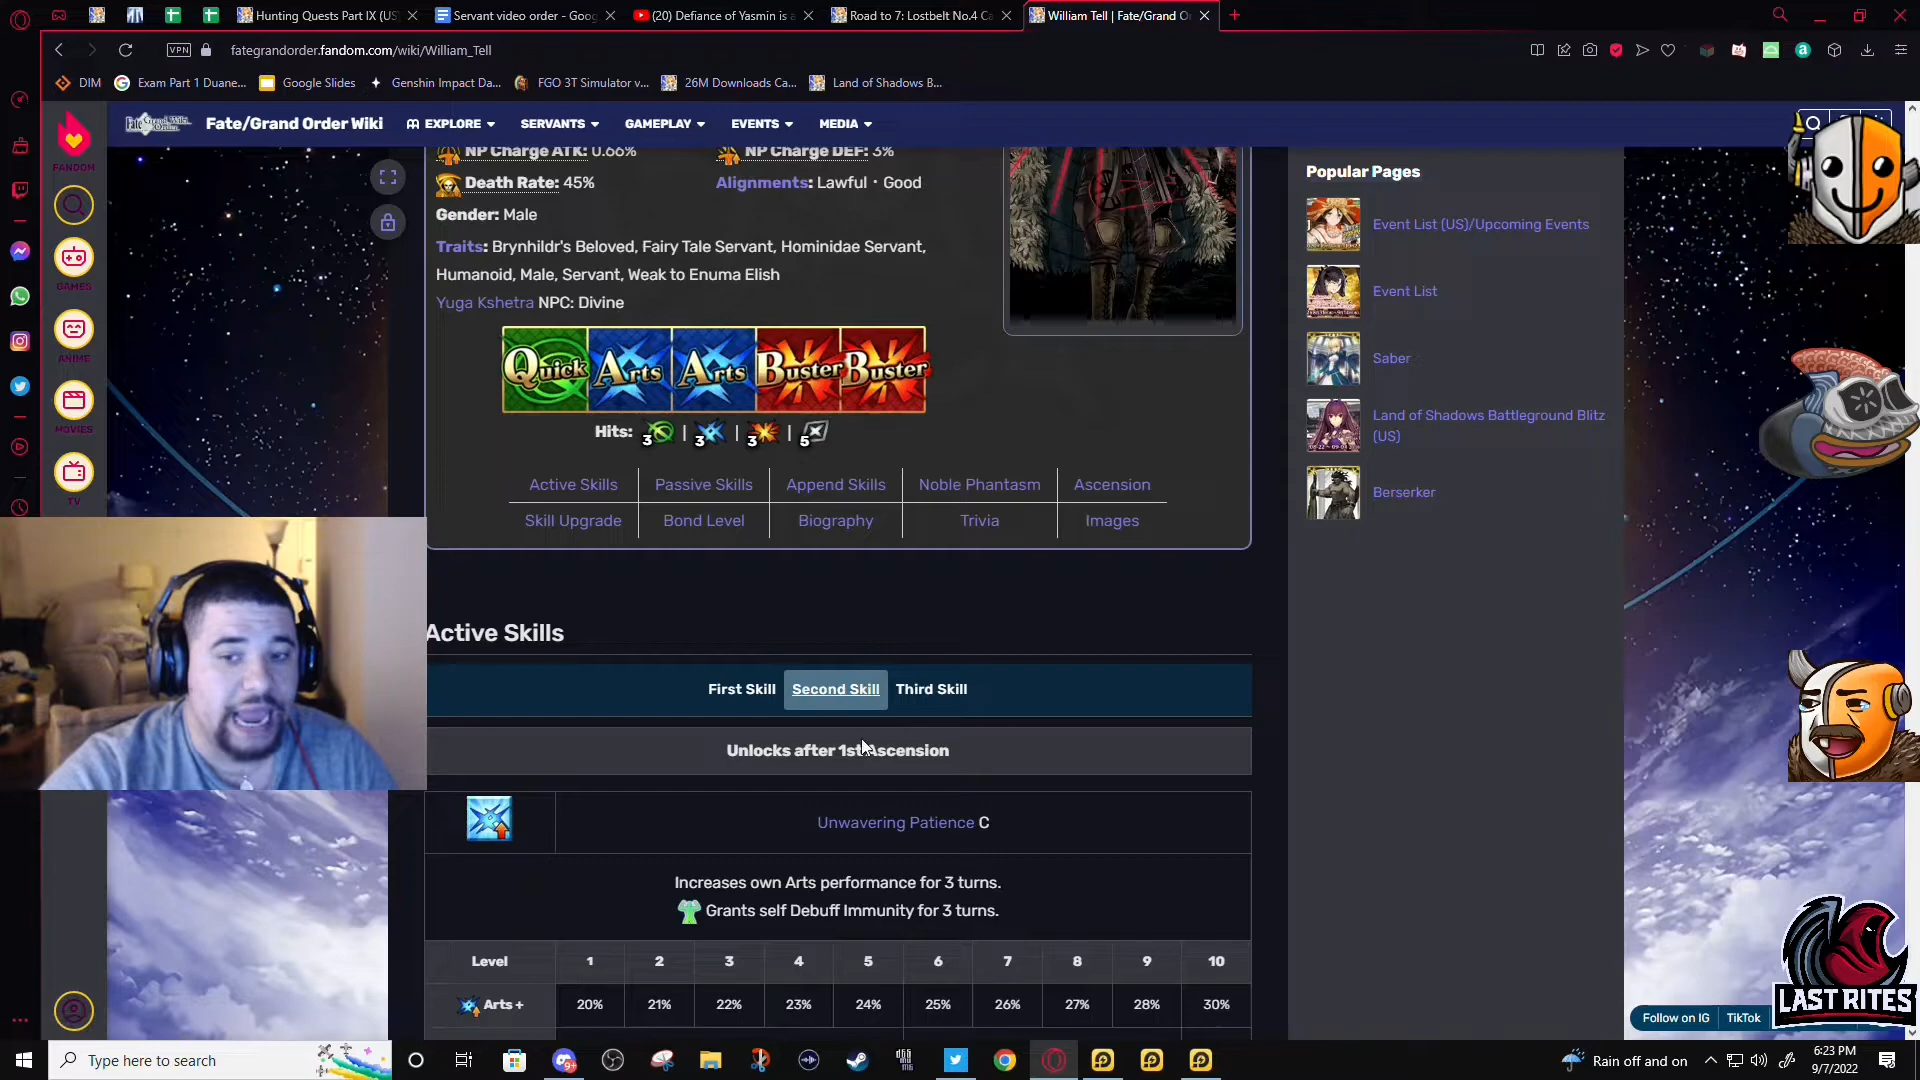 Hunting Quests Part IX (US
Servant video order - Goog
(20) Defiance of Yasmin is a
Road to 7: Lostbelt No.4 Ca
William Tell | Fate/Grand O
VPN
fategrandorder.fandom.com/wiki/William_Tell
DIM
Exam Part 1 Duane...
Google Slides
Genshin Impact Da...
FGO 3T Simulator v...
26M Downloads Ca...
Land of Shadows B...
Fate/Grand Order Wiki
EXPLORE
SERVANTS
GAMEPLAY
EVENTS
MEDIA
FANDOM
GAMES
ANIME
MOVIES
TV
NP Charge ATK: 0.66%
NP Charge DEF: 3%
Death Rate: 45%
Alignments: Lawful・Good
Gender: Male
Traits: Brynhildr's Beloved, Fairy Tale Servant, Hominidae Servant,
Humanoid, Male, Servant, Weak to Enuma Elish
Yuga Kshetra NPC: Divine
Quick Arts Arts Buster Buster
Hits: 3 | 3 | 3 | 5
Active Skills
Passive Skills
Append Skills
Noble Phantasm
Ascension
Skill Upgrade
Bond Level
Biography
Trivia
Images
Popular Pages
Event List (US)/Upcoming Events
Event List
Saber
Land of Shadows Battleground Blitz
(US)
Berserker
Active Skills
First Skill
Second Skill
Third Skill
Unlocks after 1st Ascension
Unwavering Patience C
Increases own Arts performance for 3 turns.
Grants self Debuff Immunity for 3 turns.
Level 1 2 3 4 5 6 7 8 9 10
Arts + 20% 21% 22% 23% 24% 25% 26% 27% 28% 30%
LAST RITES
Follow on IG
TikTok
Type here to search
Rain off and on
6:23 PM
9/7/2022